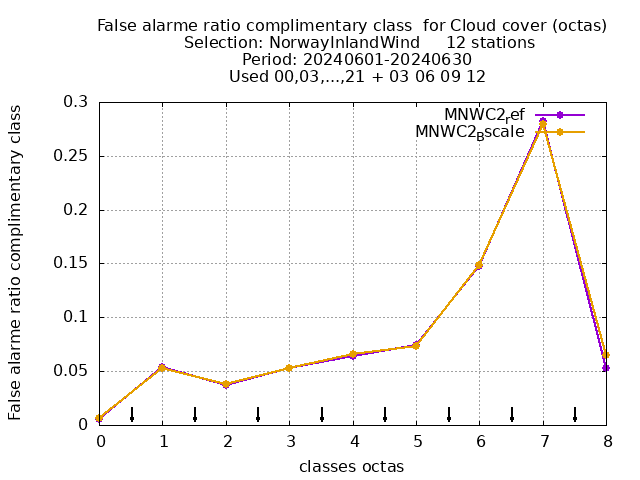 False alarme ratio complimentary class  for Cloud cover (octas)
Selection: NorwayInlandWind     12 stations
Period: 20240601-20240630
Used 00,03,...,21 + 03 06 09 12
False alarme ratio complimentary class
0.3
0.25
0.2
0.15
0.1
0.05
0
MNWC2ref
MNWC2Bscale
0 1 2 3 4 5 6 7 8
classes octas